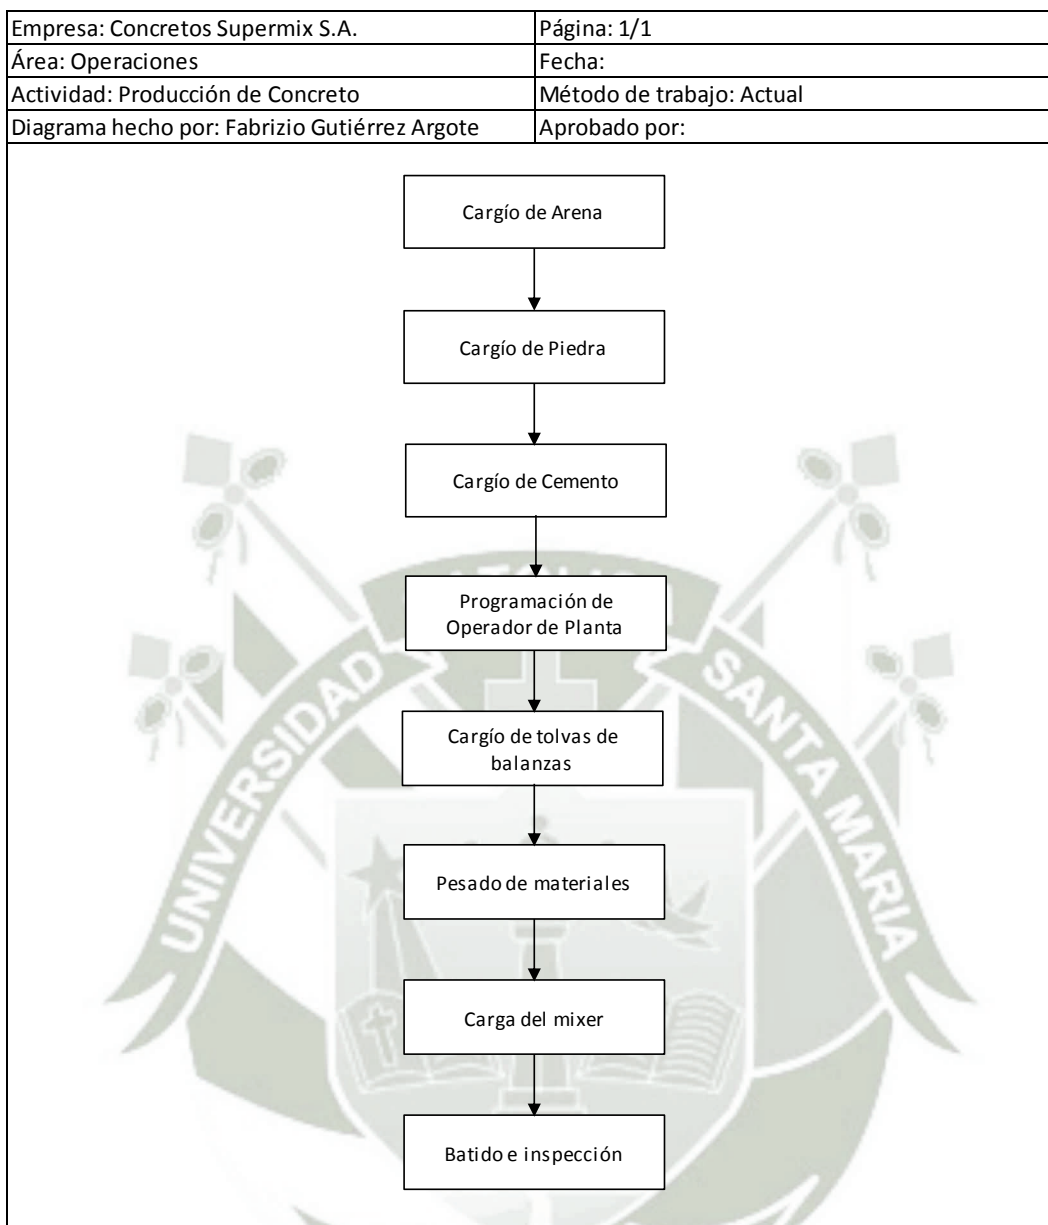 Empresa: Concretos Supermix S.A.
Página: 1/1
Área: Operaciones
Fecha:
Actividad: Producción de Concreto
Método de trabajo: Actual
Diagrama hecho por: Fabrizio Gutiérrez Argote
Aprobado por:
Cargío de Arena
Cargío de Piedra
Cargío de Cemento
Programación de
Operador de Planta
Cargío de tolvas de
balanzas
Pesado de materiales
Carga del mixer
Batido e inspección
UNIVERSIDAD
SANTA MARIA